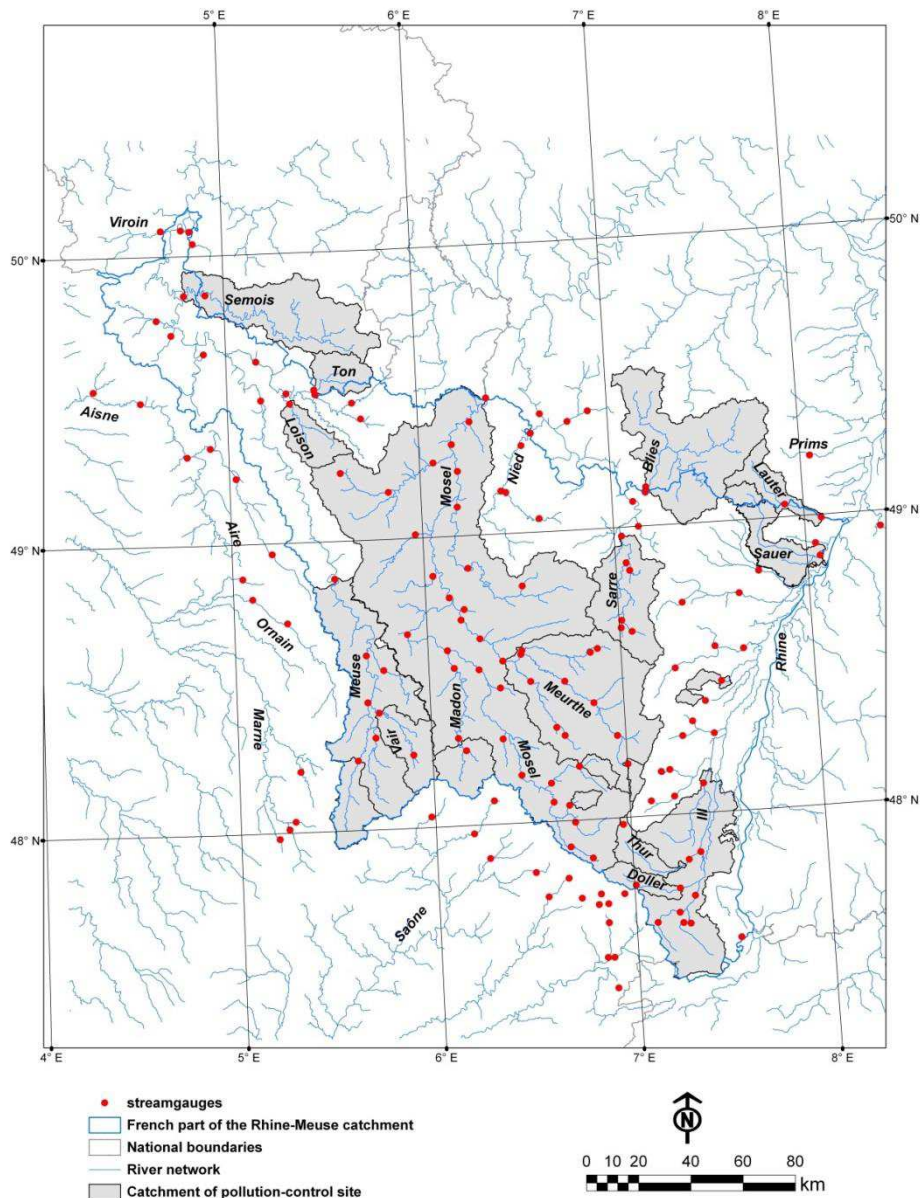 5° E 6° E 7° E 8° E
Viroin
50° N
50° N
Semois
Ton
Aisne
Loison
Mosel
Nied
Blies
Prims
Lauter
49° N
49° N
Aire
Sauer
Sarre
Ornain
Rhine
Meuse
Meurthe
Marne
Madon
Vair
Mosel
48° N
48° N
Ill
Thur
Doller
Saône
4° E 5° E 6° E 7° E 8° E
streamgauges
French part of the Rhine-Meuse catchment
National boundaries
River network
Catchment of pollution-control site
N
0 10 20 40 60 80
km